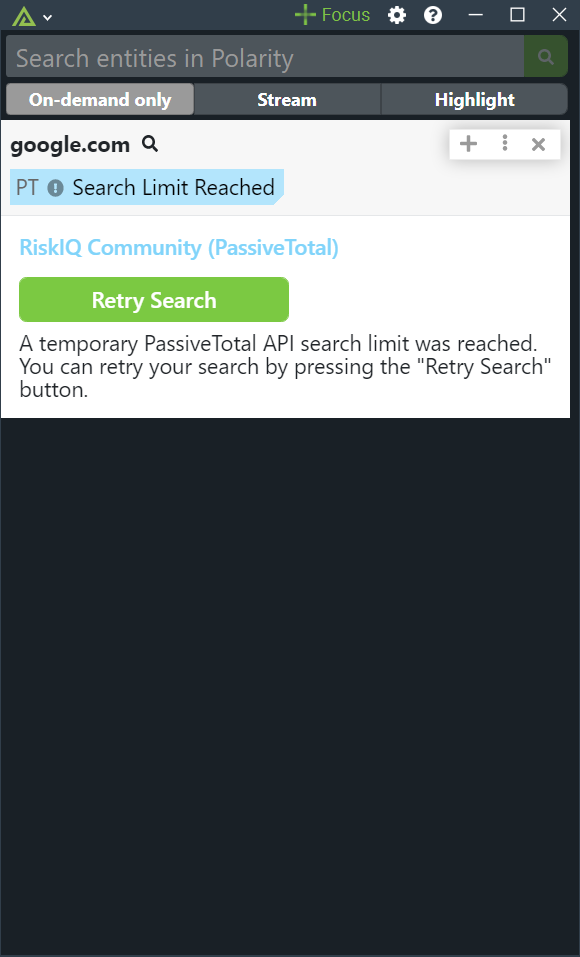 Focus
Search entities in Polarity
On-demand only Stream Highlight
google.com
PT Search Limit Reached
RiskIQ Community (PassiveTotal)
Retry Search
A temporary PassiveTotal API search limit was reached.
You can retry your search by pressing the "Retry Search"
button.